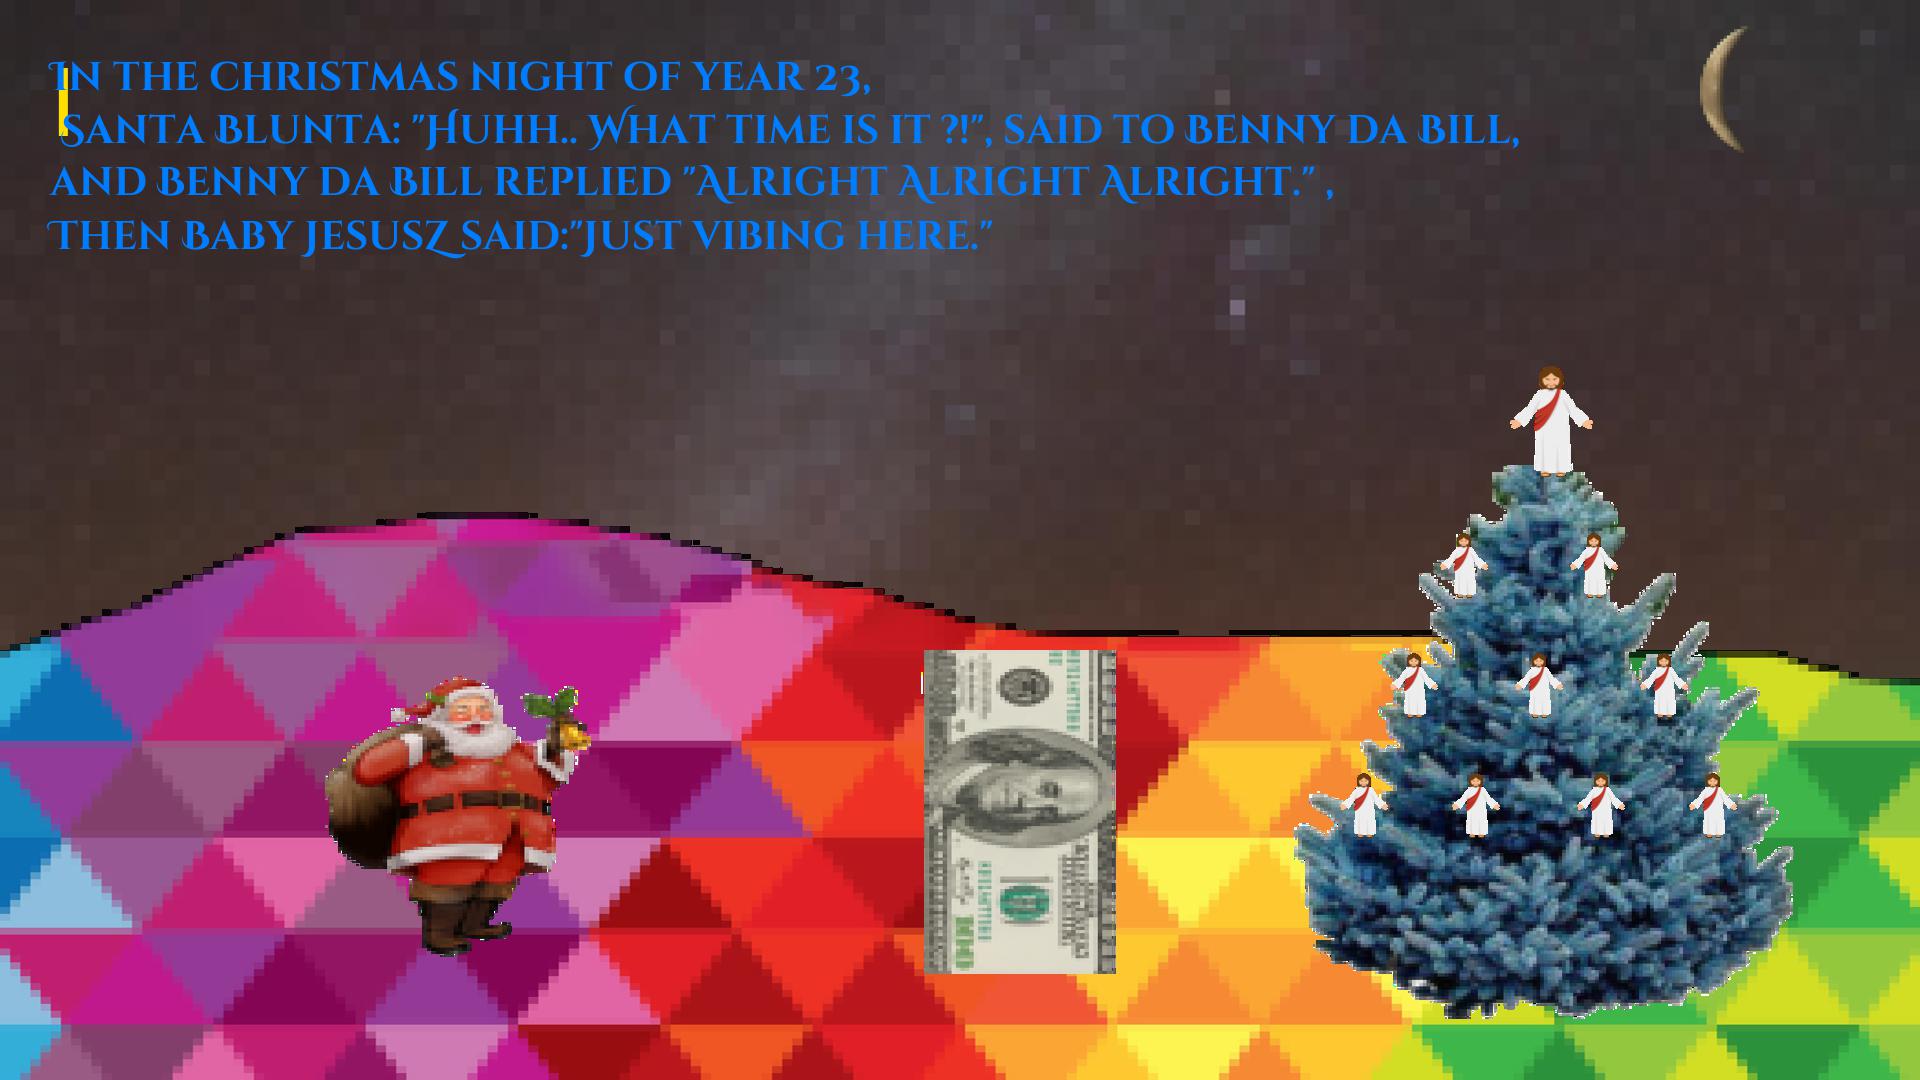 In the Christmas night of year 23,
Santa Blunta: "Huhh.. What time is it ?!", said to Benny da Bill,
and Benny da Bill replied "Alright Alright Alright." ,
Then Baby JesusZ said:"Just vibing here."